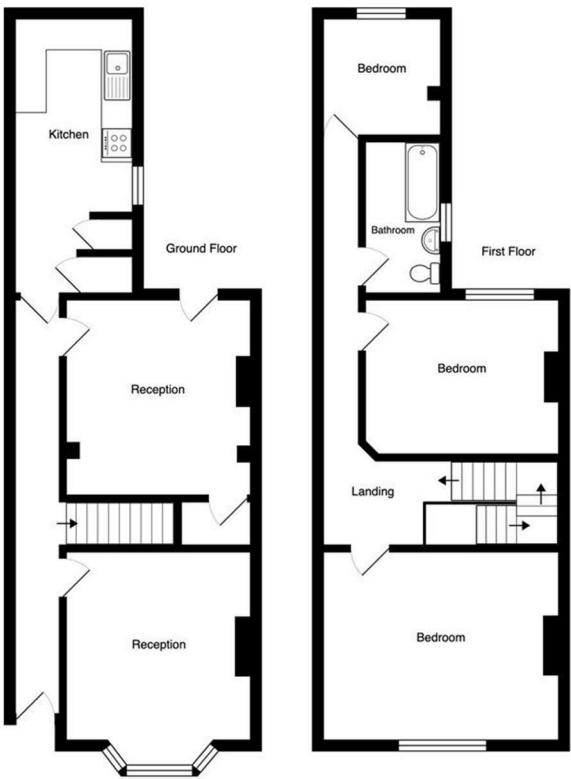 Kitchen
Ground Floor
Reception
Reception
Bedroom
Bathroom
First Floor
Bedroom
Landing
Bedroom